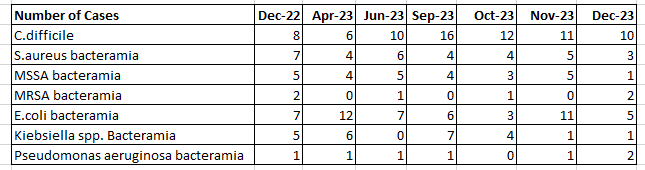 Number of Cases Dec-22 Apr-23 Jun-23 Sep-23 Oct-23 Nov-23 Dec-23
C.difficile 8 6 10 16 12 11 10
S.aureus bacteramia 7 4 6 4 4 5 3
MSSA bacteramia 5 4 5 4 3 5 1
MRSA bacteramia 2 0 1 0 1 0 2
E.coli bacteramia 7 12 7 6 3 11 5
Kiebsiella spp. Bacteramia 5 6 0 7 4 1 1
Pseudomonas aeruginosa bacteramia 1 1 1 1 0 1 2